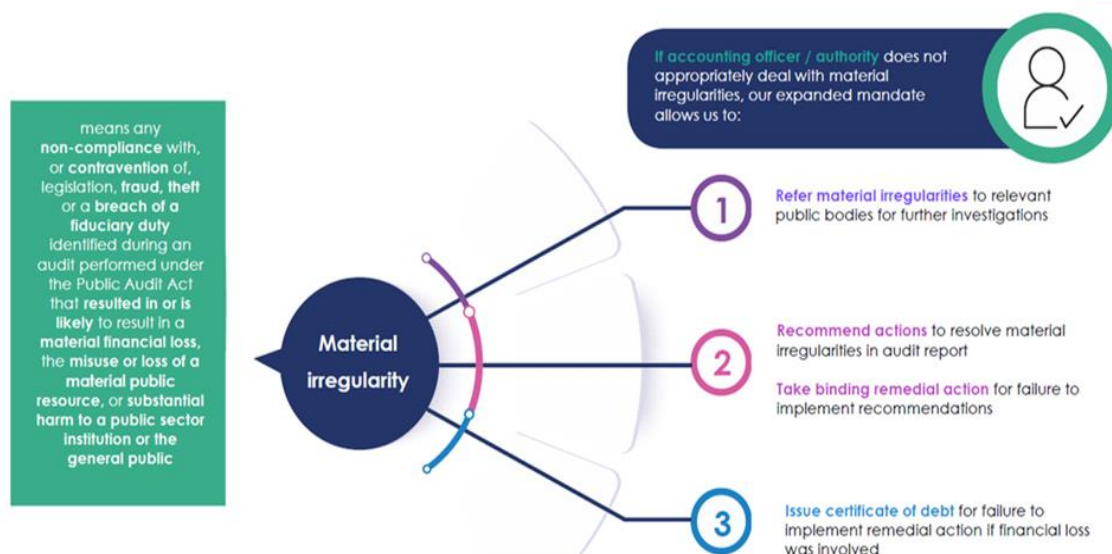 If accounting officer / authority does not
appropriately deal with material
irregularities, our expanded mandate
allows us to:
means any
non-compliance with,
or contravention of,
legislation, fraud, theft
or a breach of a
fiduciary duty
identified during an
audit performed under
the Public Audit Act
that resulted in or is
likely to result in a
material financial loss,
the misuse or loss of a
material public
resource, or substantial
harm to a public sector
institution or the
general public
Material
irregularity
1
Refer material irregularities to relevant
public bodies for further investigations
2
Recommend actions to resolve material
irregularities in audit report
Take binding remedial action for failure to
implement recommendations
3
Issue certificate of debt for failure to
implement remedial action if financial loss
was involved